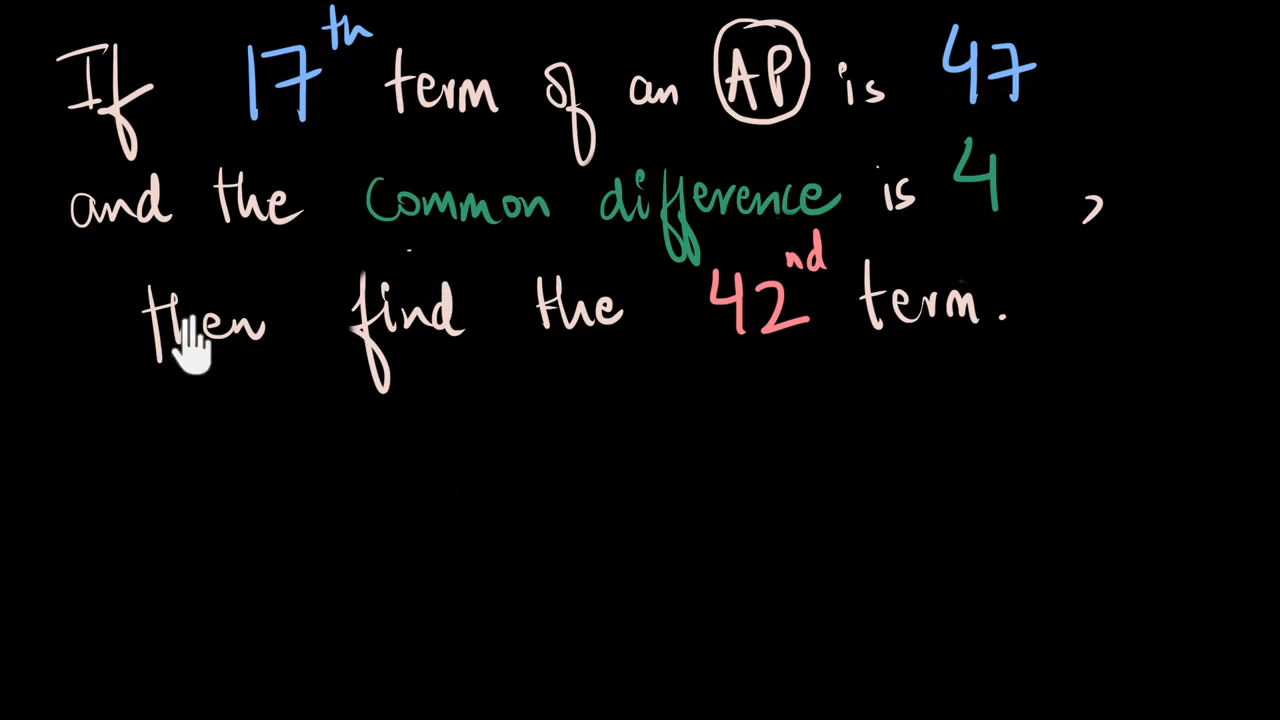 If 17th term of an AP is 47
and the common difference is 4 ,
then find the 42nd term.